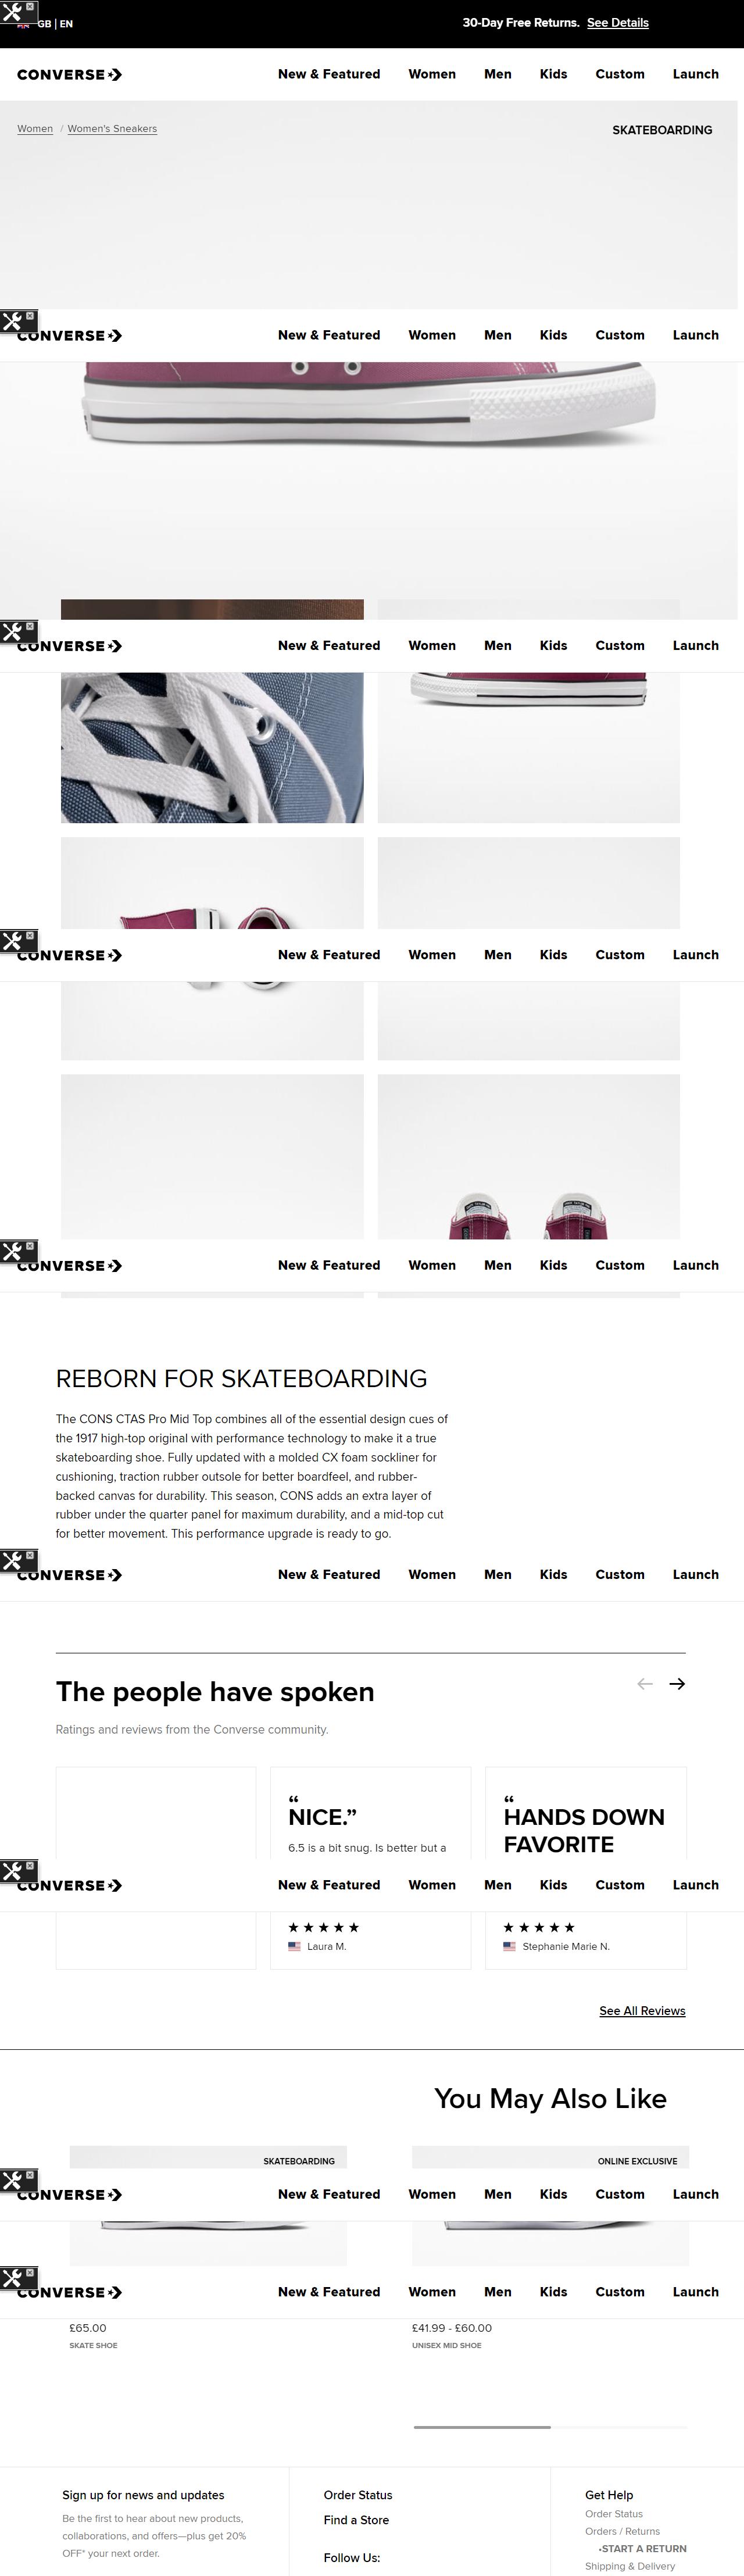 GB | EN
30-Day Free Returns. See Details
CONVERSE
New & Featured Women Men Kids Custom Launch
Women / Women's Sneakers
SKATEBOARDING
CONVERSE
New & Featured Women Men Kids Custom Launch
CONVERSE
New & Featured Women Men Kids Custom Launch
CONVERSE
New & Featured Women Men Kids Custom Launch
CONVERSE
New & Featured Women Men Kids Custom Launch
REBORN FOR SKATEBOARDING
The CONS CTAS Pro Mid Top combines all of the essential design cues of
the 1917 high-top original with performance technology to make it a true
skateboarding shoe. Fully updated with a molded CX foam sockliner for
cushioning, traction rubber outsole for better boardfeel, and rubber-
backed canvas for durability. This season, CONS adds an extra layer of
rubber under the quarter panel for maximum durability, and a mid-top cut
for better movement. This performance upgrade is ready to go.
CONVERSE
New & Featured Women Men Kids Custom Launch
The people have spoken
Ratings and reviews from the Converse community.
“
NICE.”
6.5 is a bit snug. Is better but a
“
HANDS DOWN
FAVORITE
CONVERSE
New & Featured Women Men Kids Custom Launch
★ ★ ★ ★ ★
Laura M.
★ ★ ★ ★ ★
Stephanie Marie N.
See All Reviews
You May Also Like
SKATEBOARDING
ONLINE EXCLUSIVE
CONVERSE
New & Featured Women Men Kids Custom Launch
CONVERSE
New & Featured Women Men Kids Custom Launch
£65.00
SKATE SHOE
£41.99 - £60.00
UNISEX MID SHOE
Sign up for news and updates
Be the first to hear about new products,
collaborations, and offers—plus get 20%
OFF* your next order.
Order Status
Find a Store
Follow Us:
Get Help
Order Status
Orders / Returns
•START A RETURN
Shipping & Delivery